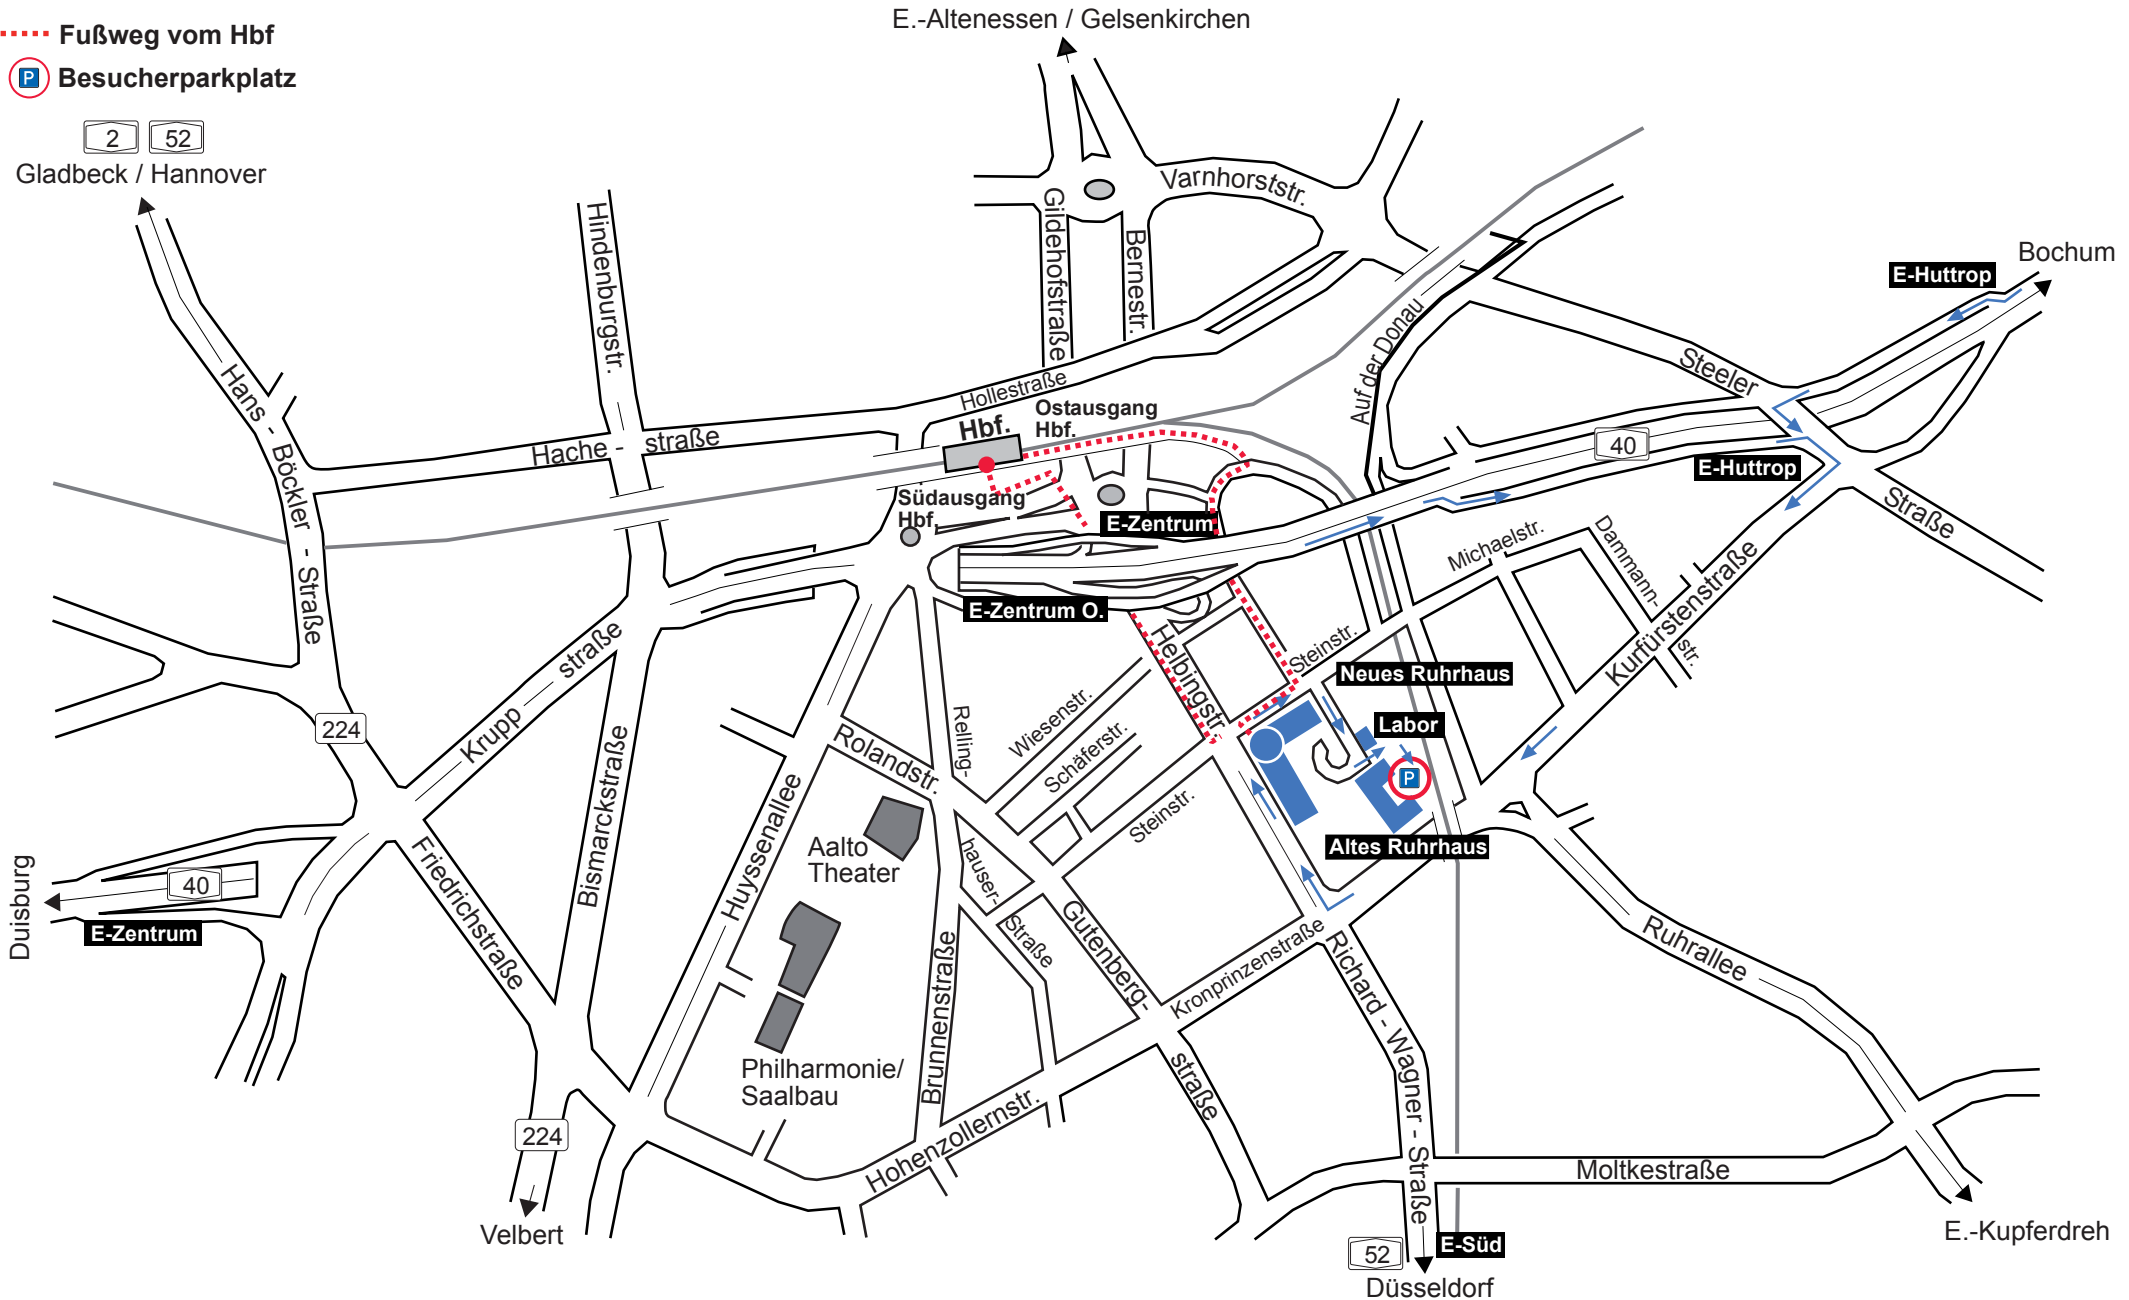 E.-Altenessen / Gelsenkirchen
Fußweg vom Hbf
P Besucherparkplatz
2 52
Gladbeck / Hannover
Varnhorststr.
Gildehofstraße
Bernestr.
Hindenburgstr.
Bochum
E-Huttrop
Auf der Donau
Steeler
Straße
Hans - Böckler - Straße
Hollestraße
Hache - straße
Hbf.
Ostausgang
Hbf.
40
E-Huttrop
Südausgang
Hbf.
E-Zentrum
Michaelstr.
Dammann-
str.
Kurfürstenstraße
E-Zentrum O.
Helbingstr.
Steinstr.
Neues Ruhrhaus
Labor
P
Altes Ruhrhaus
224
Krupp straße
Bismarckstraße
Relling-
hauser-
Straße
Wiesenstr.
Schäferstr.
Steinstr.
Rolandstr.
Huyssenallee
Aalto
Theater
Duisburg
40
E-Zentrum
Friedrichstraße
Gutenberg-
straße
Kronprinzenstraße
Ruhrallee
Richard - Wagner - Straße
Brunnenstraße
Philharmonie/
Saalbau
Hohenzollernstr.
224
Velbert
Moltkestraße
E.-Kupferdreh
E-Süd
52
Düsseldorf